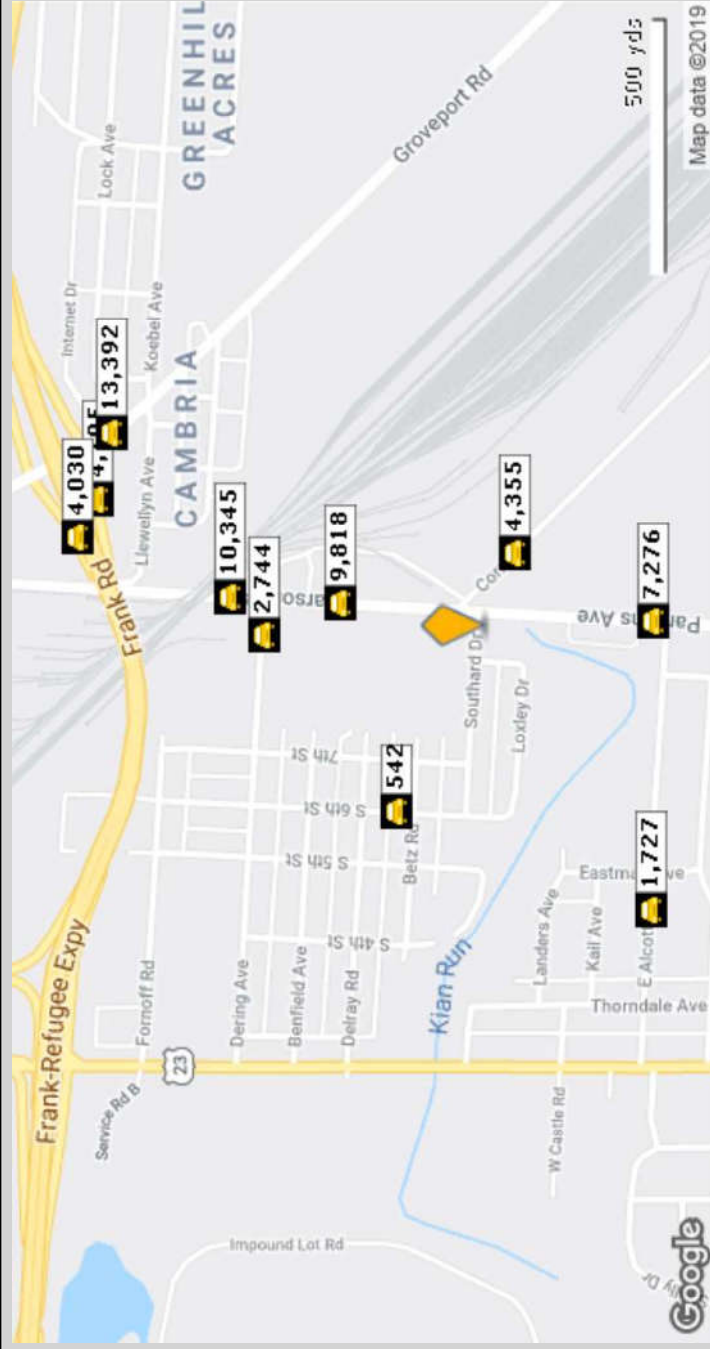 GREENHIL
ACRES
Lock Ave
Groveport Rd
500 yds
Map data ©2019
Internet Dr
Koebel Ave
CAMBRIA
13,392
4,030
Llewellyn Ave
Frank Rd
10,345
2,744
9,818
4,355
7,276
Southard Dr
Loxley Dr
7th St
S 6th St
S 5th St
S 4th St
542
Betz Rd
1,727
Landers Ave
Kail Ave
E Alcott
Thorndale Ave
Kian Run
Fornoff Rd
Dering Ave
Benfield Ave
Delray Rd
Frank-Refugee Expy
23
Service Rd B
W Castle Rd
Impound Lot Rd
Google